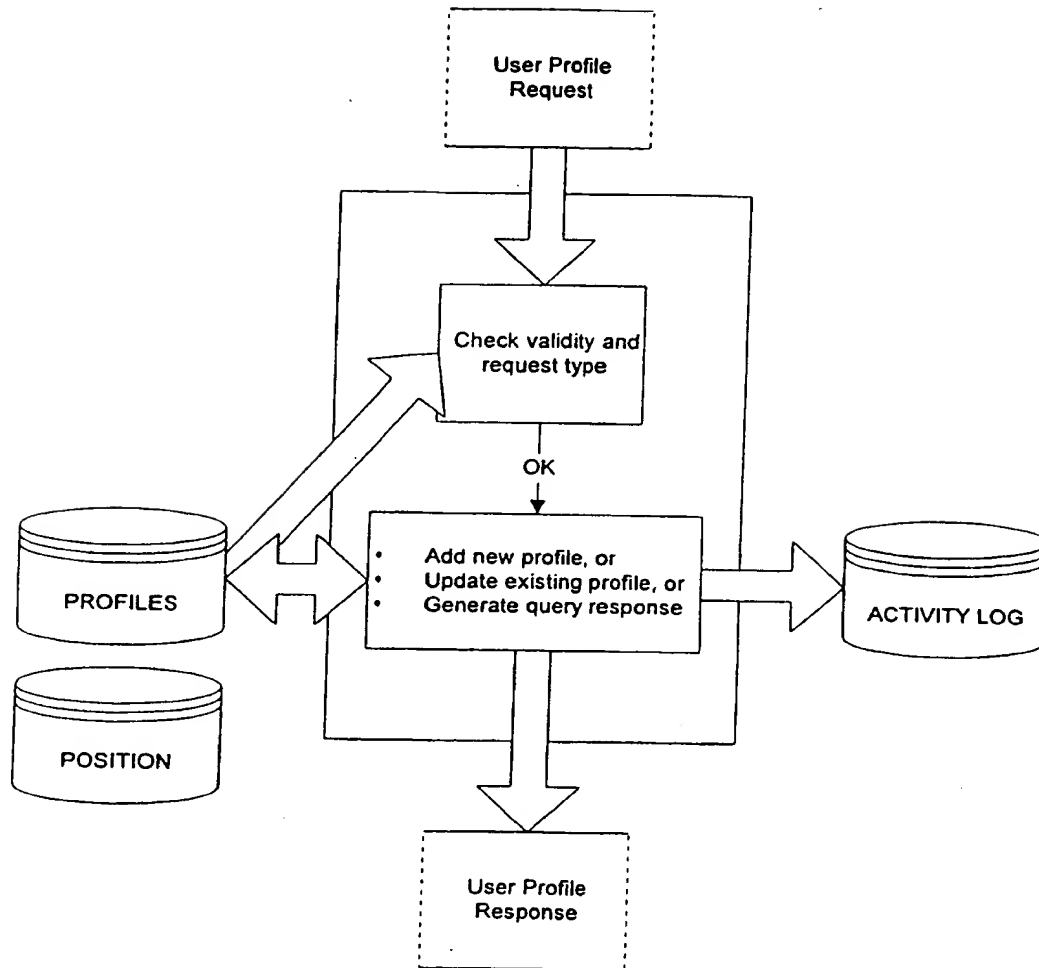 User Profile
Request
Check validity and
request type
OK
• Add new profile, or
• Update existing profile, or
• Generate query response
PROFILES
ACTIVITY LOG
POSITION
User Profile
Response